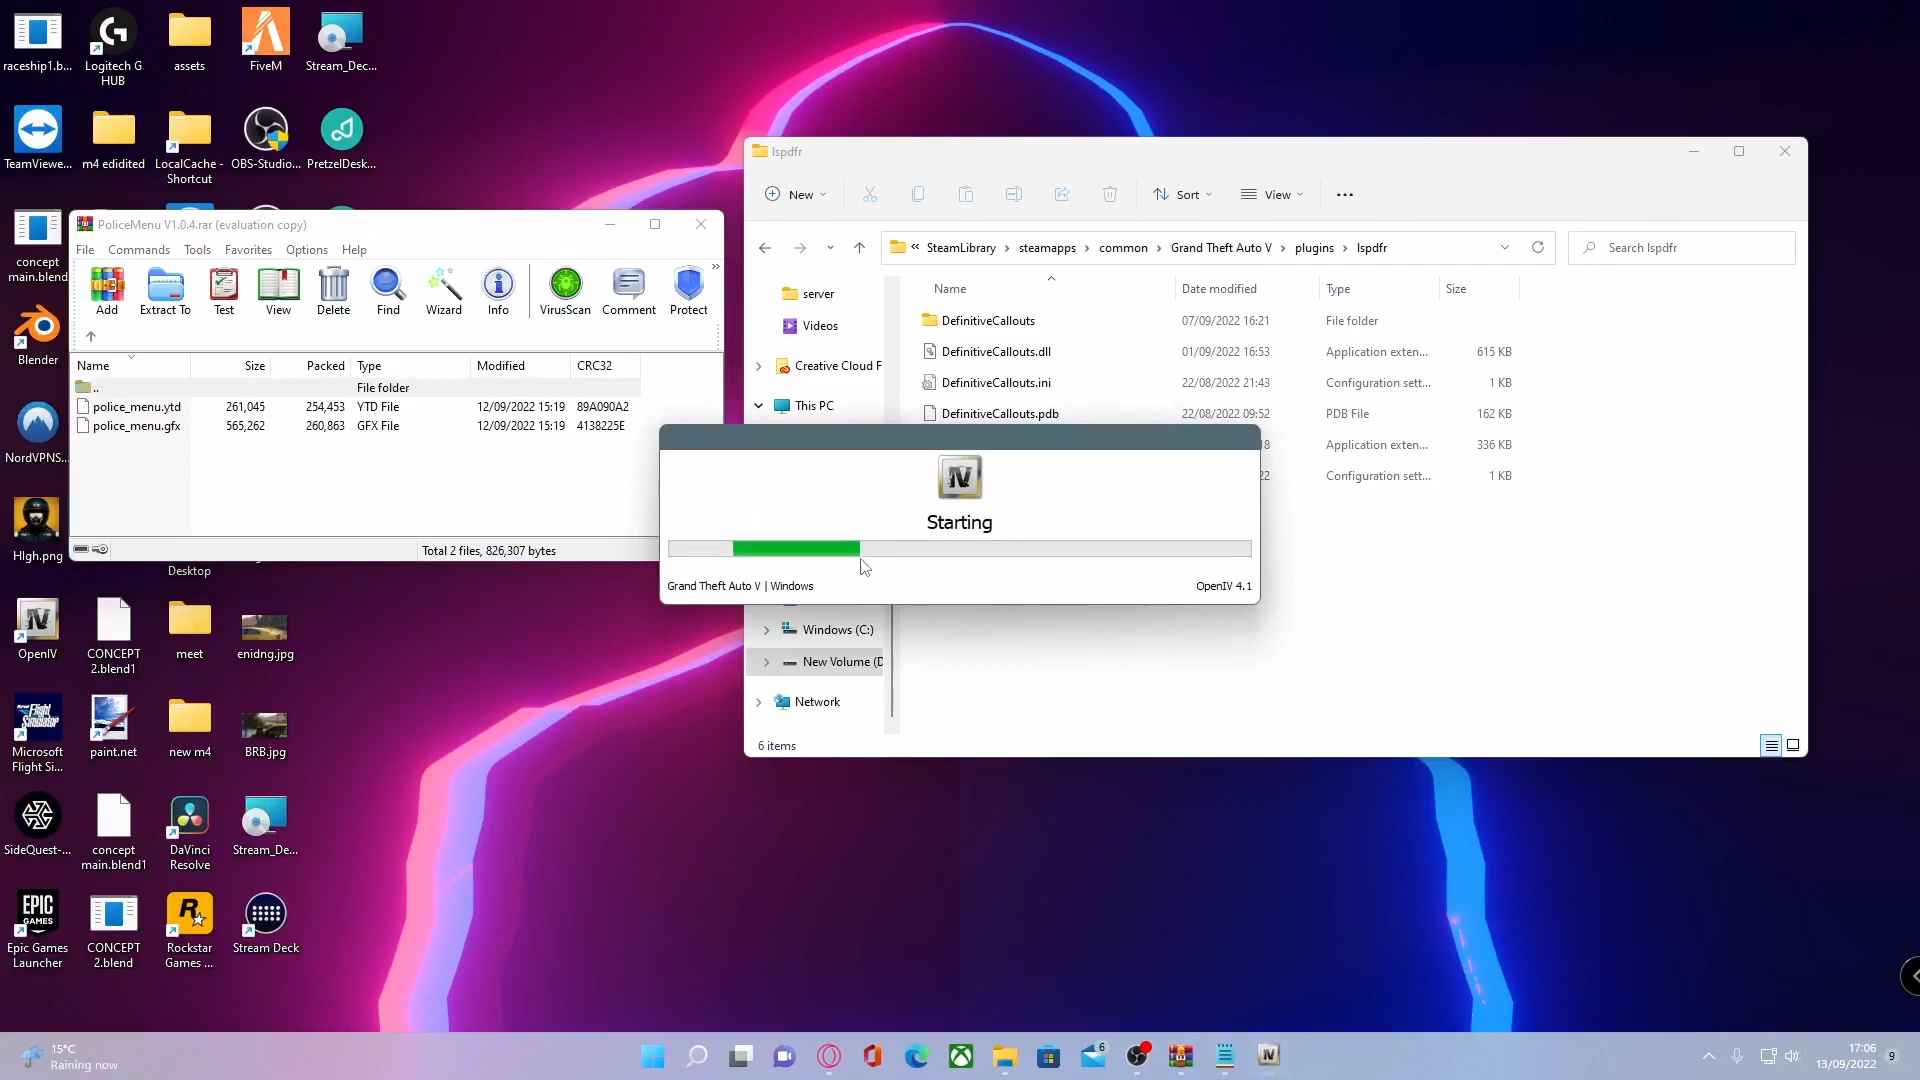 raceship1.b...
Logitech G
HUB
assets
FiveM
Stream_Dec...
TeamViewe...
m4 edidited
LocalCache -
Shortcut
OBS-Studio...
PretzelDesk...
concept
main.blend
Blender
NordVPNS...
HIgh.png
Desktop
OpenIV
CONCEPT
2.blend1
meet
enidng.jpg
Microsoft
Flight Si...
paint.net
new m4
BRB.jpg
SideQuest-...
concept
main.blend1
DaVinci
Resolve
Stream_De...
EPIC
GAMES
Epic Games
Launcher
CONCEPT
2.blend
Rockstar
Games ...
Stream Deck
PoliceMenu V1.0.4.rar (evaluation copy)
File Commands Tools Favorites Options Help
Add Extract To Test View Delete Find Wizard Info VirusScan Comment Protect
Name Size Packed Type Modified CRC32
.. File folder
police_menu.ytd 261,045 254,453 YTD File 12/09/2022 15:19 89A090A2
police_menu.gfx 565,262 260,863 GFX File 12/09/2022 15:19 4138225E
Total 2 files, 826,307 bytes
lspdfr
New Sort View
« SteamLibrary › steamapps › common › Grand Theft Auto V › plugins › lspdfr
Search lspdfr
server
Videos
Creative Cloud F
This PC
Windows (C:)
New Volume (D
Network
Name Date modified Type Size
DefinitiveCallouts 07/09/2022 16:21 File folder
DefinitiveCallouts.dll 01/09/2022 16:53 Application exten... 615 KB
DefinitiveCallouts.ini 22/08/2022 21:43 Configuration sett... 1 KB
DefinitiveCallouts.pdb 22/08/2022 09:52 PDB File 162 KB
18 Application exten... 336 KB
22 Configuration sett... 1 KB
6 items
IV
Starting
Grand Theft Auto V | Windows
OpenIV 4.1
15°C
Raining now
6
17:06
13/09/2022
9